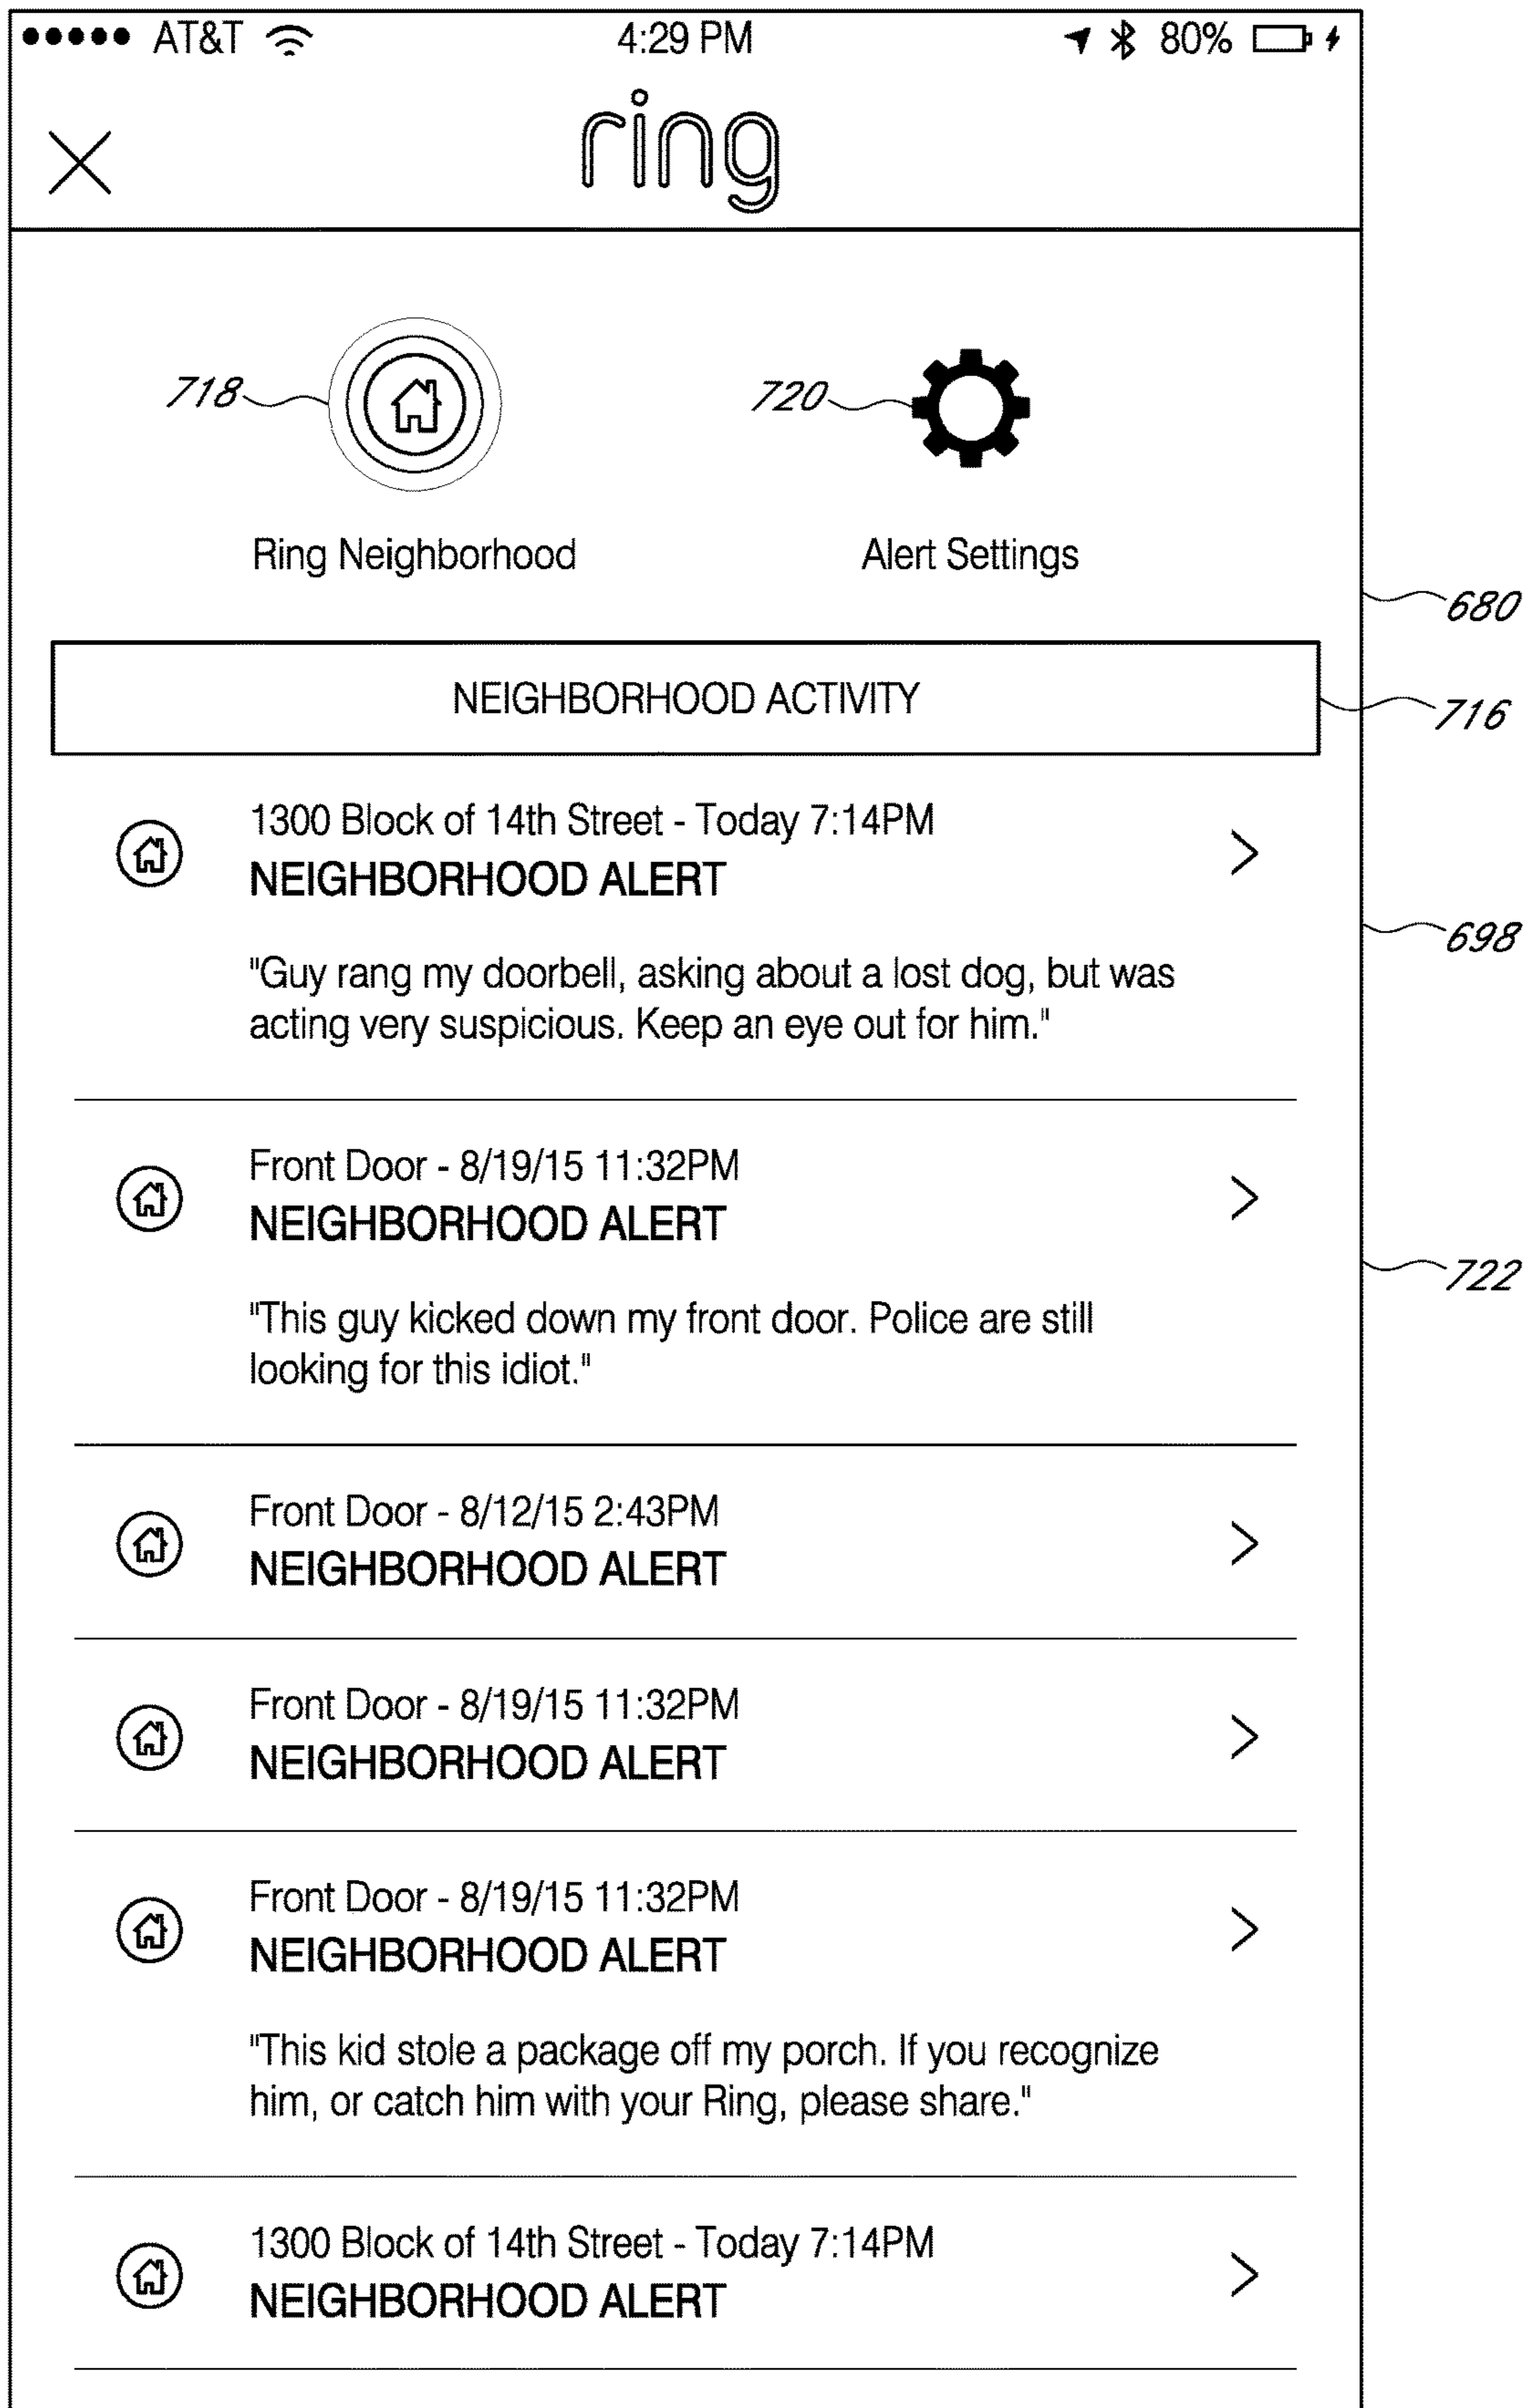 AT&T 4:29 PM 80%
ring
718
720
Ring Neighborhood Alert Settings
680
NEIGHBORHOOD ACTIVITY
716
1300 Block of 14th Street - Today 7:14PM
NEIGHBORHOOD ALERT
698
"Guy rang my doorbell, asking about a lost dog, but was
acting very suspicious. Keep an eye out for him."
Front Door - 8/19/15 11:32PM
NEIGHBORHOOD ALERT
722
"This guy kicked down my front door. Police are still
looking for this idiot."
Front Door - 8/12/15 2:43PM
NEIGHBORHOOD ALERT
Front Door - 8/19/15 11:32PM
NEIGHBORHOOD ALERT
Front Door - 8/19/15 11:32PM
NEIGHBORHOOD ALERT
"This kid stole a package off my porch. If you recognize
him, or catch him with your Ring, please share."
1300 Block of 14th Street - Today 7:14PM
NEIGHBORHOOD ALERT